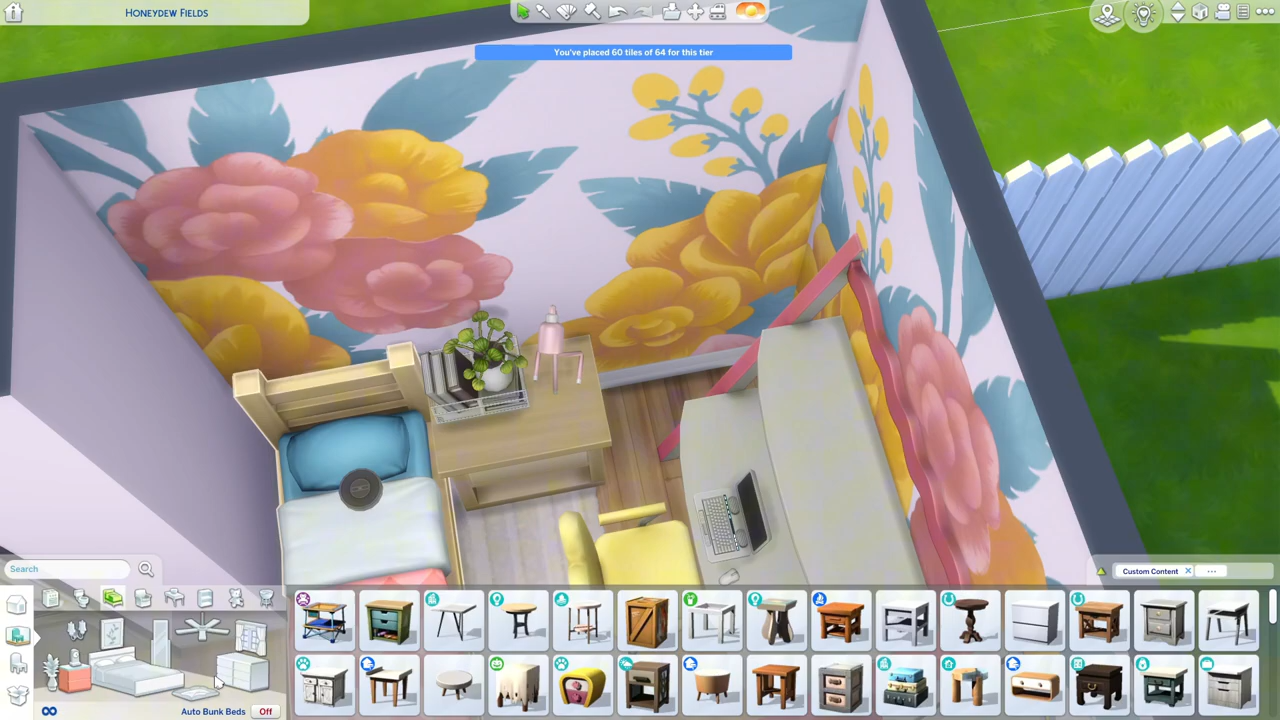 Honeydew Fields
You've placed 60 tiles of 64 for this tier
Search
Custom Content
Auto Bunk Beds Off